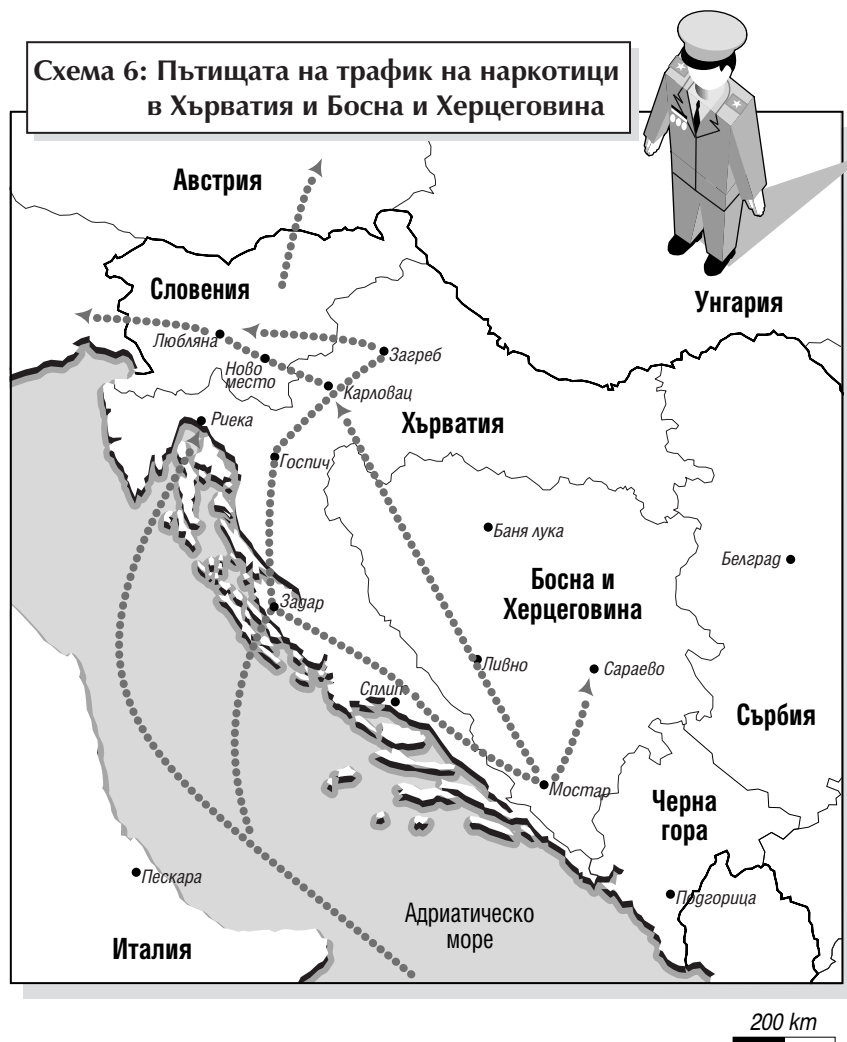 Схема 6: Пътищата на трафик на наркотици
в Хърватия и Босна и Херцеговина
Австрия
Словения
Унгария
Любляна
Загреб
Ново
место
Карловац
Риека
Хърватия
Госпич
Баня лука
Белград
Босна и
Херцеговина
Задар
Ливно
Сараево
Сплит
Сърбия
Мостар
Черна
гора
Пескара
Подгорица
Адриатическо
море
Италия
200 km